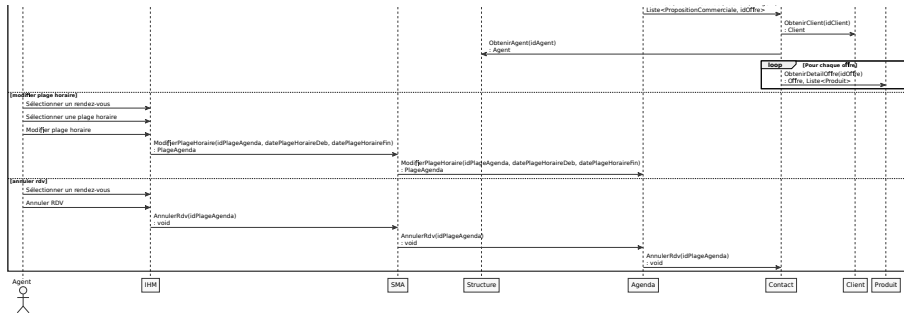 Liste<PropositionCommerciale, idOffre>
ObtenirClient(idClient)
: Client
ObtenirAgent(idAgent)
: Agent
loop
[Pour chaque offre]
ObtenirDetailOffre(idOffre)
: Offre, Liste<Produit>
[modifier plage horaire]
Sélectionner un rendez-vous
Sélectionner une plage horaire
Modifier plage horaire
ModifierPlageHoraire(idPlageAgenda, datePlageHoraireDeb, datePlageHoraireFin)
: PlageAgenda
ModifierPlageHoraire(idPlageAgenda, datePlageHoraireDeb, datePlageHoraireFin)
: PlageAgenda
[annuler rdv]
Sélectionner un rendez-vous
Annuler RDV
AnnulerRdv(idPlageAgenda)
: void
AnnulerRdv(idPlageAgenda)
: void
AnnulerRdv(idPlageAgenda)
: void
Agent
IHM
SMA
Structure
Agenda
Contact
Client
Produit